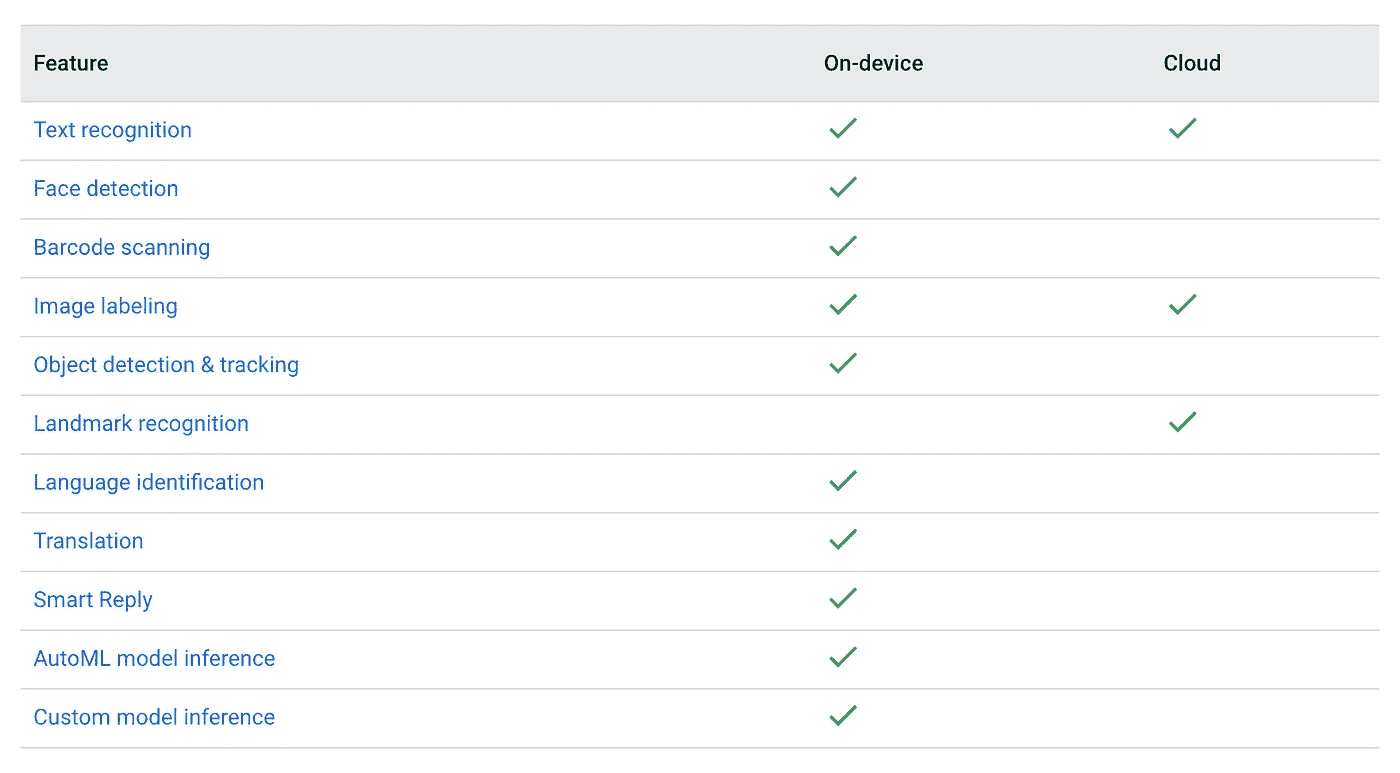 Feature On-device Cloud
Text recognition ✓ ✓
Face detection ✓
Barcode scanning ✓
Image labeling ✓ ✓
Object detection & tracking ✓
Landmark recognition ✓
Language identification ✓
Translation ✓
Smart Reply ✓
AutoML model inference ✓
Custom model inference ✓